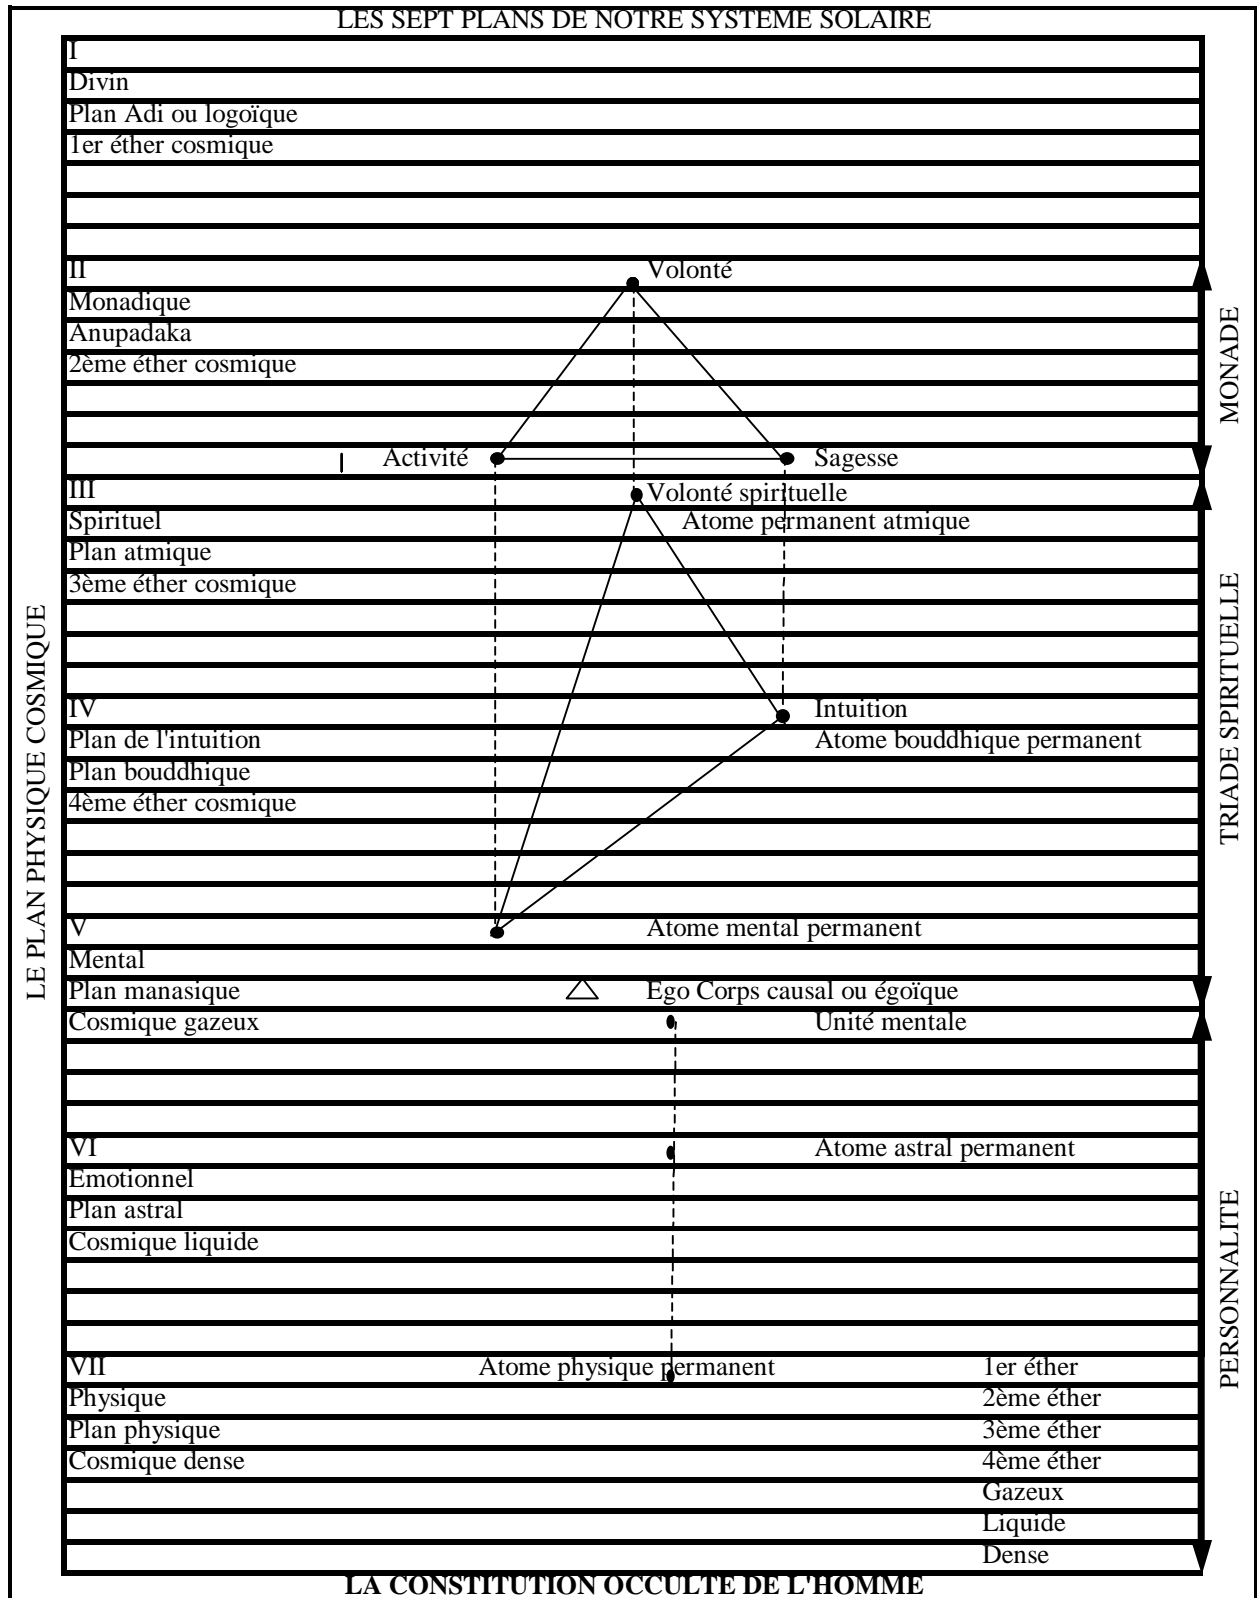 LES SEPT PLANS DE NOTRE SYSTEME SOLAIRE
I
Divin
Plan Adi ou logoïque
1er éther cosmique
II Volonté
Monadique
Anupadaka
2ème éther cosmique
MONADE
Activité Sagesse
III Volonté spirituelle
Spirituel Atome permanent atmique
Plan atmique
3ème éther cosmique
LE PLAN PHYSIQUE COSMIQUE
TRIADE SPIRITUELLE
IV Intuition
Plan de l'intuition Atome bouddhique permanent
Plan bouddhique
4ème éther cosmique
V Atome mental permanent
Mental
Plan manasique Ego Corps causal ou égoïque
Cosmique gazeux Unité mentale
VI Atome astral permanent
Emotionnel
Plan astral
Cosmique liquide
PERSONNALITE
VII Atome physique permanent 1er éther
Physique 2ème éther
Plan physique 3ème éther
Cosmique dense 4ème éther
Gazeux
Liquide
Dense
LA CONSTITUTION OCCULTE DE L'HOMME